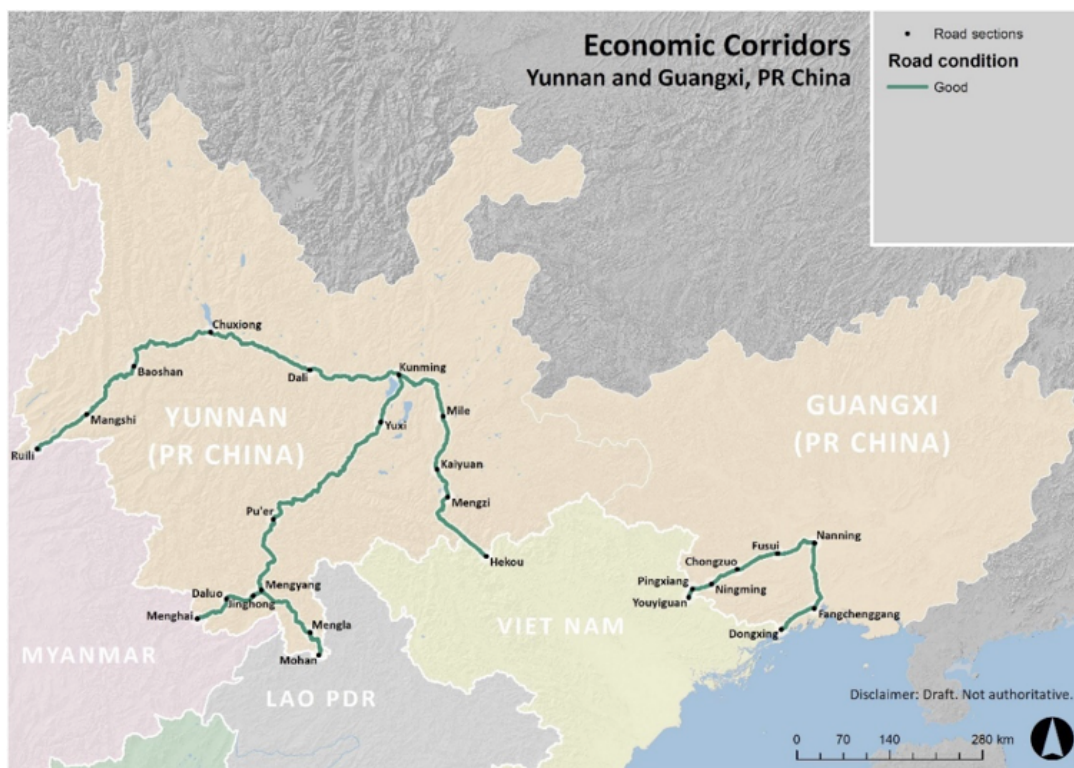 Economic Corridors
Yunnan and Guangxi, PR China
Road sections
Road condition
Good
Chuxiong
Baoshan
Dali
Kunming
Mangshi
Mile
Yuxi
Ruili
YUNNAN
(PR CHINA)
GUANGXI
(PR CHINA)
Kaiyuan
Mengzi
Pu'er
Hekou
Nanning
Fusui
Chongzuo
Pingxiang
Ningming
Youyiguan
Mengyang
Daluo
Jinghong
Menghai
Fangchenggang
Dongxing
Mengla
Mohan
VIET NAM
MYANMAR
LAO PDR
Disclaimer: Draft. Not authoritative.
0 70 140 280 km